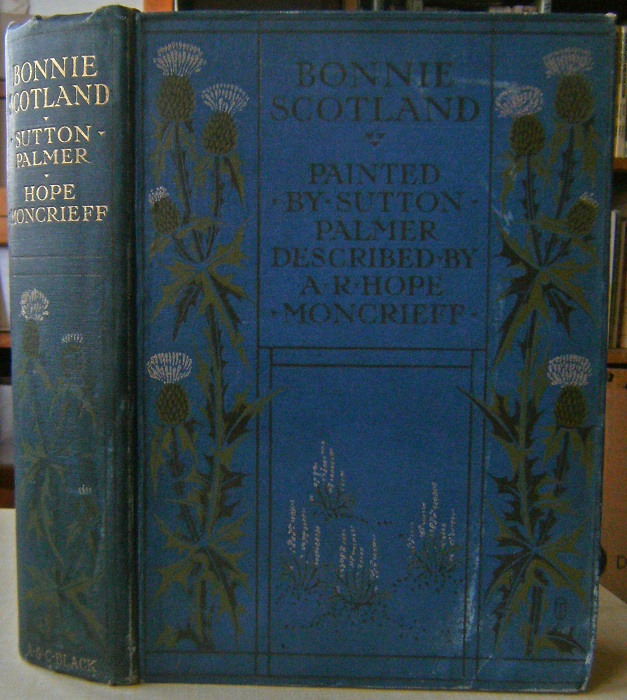 BONNIE
SCOTLAND
·SUTTON·
PALMER
HOPE
MONCRIEFF
A·&·C·BLACK
BONNIE
SCOTLAND
PAINTED
·BY·SUTTON·
PALMER
DESCRIBED·BY
A·R·HOPE
·MONCRIEFF·
D